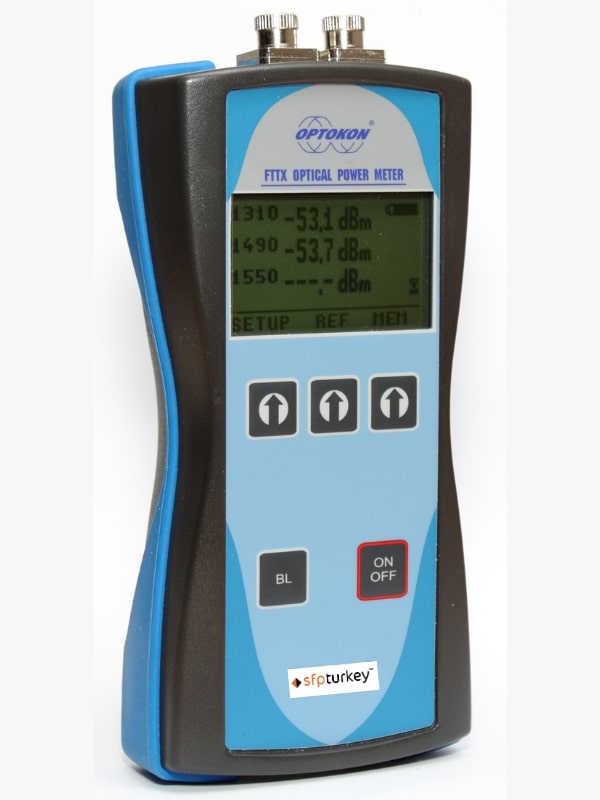 OPTOKON®
FTTX OPTICAL POWER METER
1310 -53,1 dBm
1490 -53,7 dBm
1550 ---,- dBm
SETUP REF MEM
BL
ON
OFF
sfpturkey™